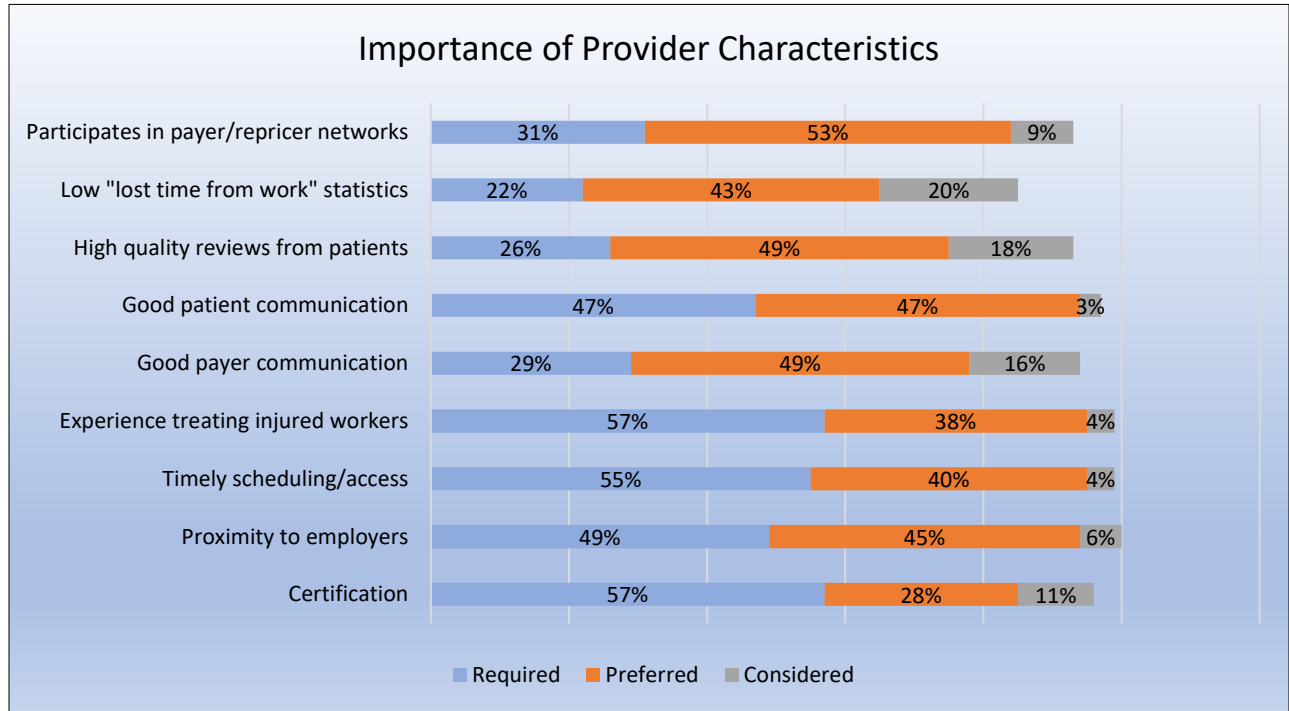 Importance of Provider Characteristics
Participates in payer/repricer networks 31% 53% 9%
Low "lost time from work" statistics 22% 43% 20%
High quality reviews from patients 26% 49% 18%
Good patient communication 47% 47% 3%
Good payer communication 29% 49% 16%
Experience treating injured workers 57% 38% 4%
Timely scheduling/access 55% 40% 4%
Proximity to employers 49% 45% 6%
Certification 57% 28% 11%
Required Preferred Considered